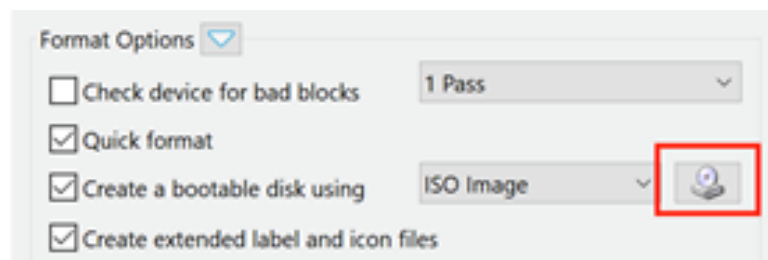 Format Options
Check device for bad blocks 1 Pass
Quick format
Create a bootable disk using ISO Image
Create extended label and icon files